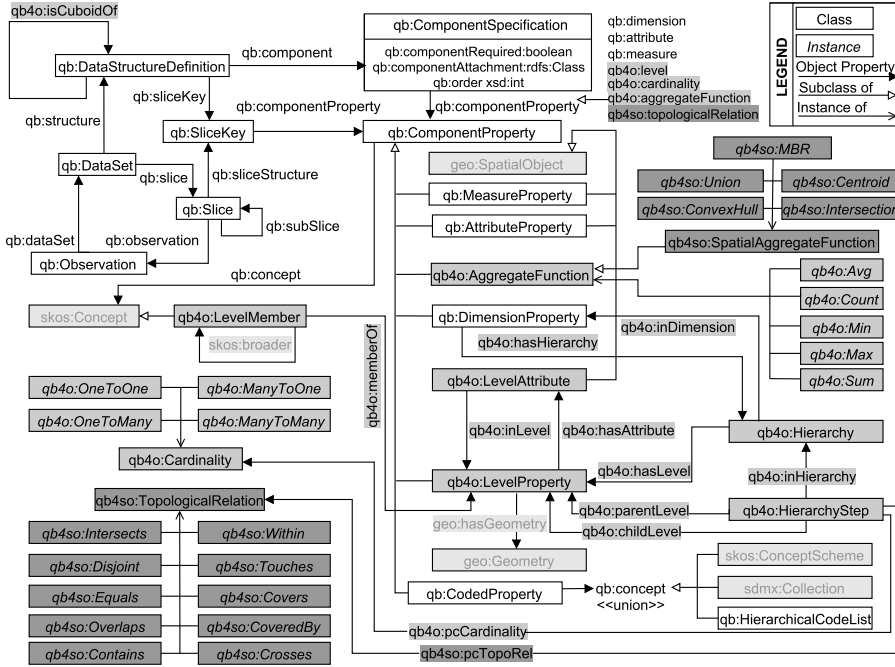 qb4o:isCuboidOf
qb:DataStructureDefinition
qb:component
qb:ComponentSpecification
qb:componentRequired:boolean
qb:componentAttachment:rdfs:Class
qb:order xsd:int
qb:dimension
qb:attribute
qb:measure
qb4o:level
qb4o:cardinality
qb4o:aggregateFunction
qb4so:topologicalRelation
LEGEND
Class
Instance
Object Property
Subclass of
Instance of
qb:structure
qb:sliceKey
qb:componentProperty
qb:componentProperty
qb:SliceKey
qb:ComponentProperty
qb:DataSet
qb:slice
qb:sliceStructure
qb:Slice
qb:subSlice
qb:dataSet
qb:observation
qb:Observation
qb:concept
geo:SpatialObject
qb:MeasureProperty
qb:AttributeProperty
qb4o:AggregateFunction
qb:DimensionProperty
qb4so:MBR
qb4so:Union
qb4so:Centroid
qb4so:ConvexHull
qb4so:Intersection
qb4so:SpatialAggregateFunction
qb4o:Avg
qb4o:Count
qb4o:Min
qb4o:Max
qb4o:Sum
skos:Concept
qb4o:LevelMember
skos:broader
qb4o:memberOf
qb4o:inDimension
qb4o:hasHierarchy
qb4o:OneToOne
qb4o:ManyToOne
qb4o:OneToMany
qb4o:ManyToMany
qb4o:Cardinality
qb4o:LevelAttribute
qb4o:inLevel
qb4o:hasAttribute
qb4o:Hierarchy
qb4o:LevelProperty
qb4o:hasLevel
qb4o:inHierarchy
qb4o:parentLevel
qb4o:HierarchyStep
qb4o:childLevel
geo:hasGeometry
geo:Geometry
qb4so:TopologicalRelation
qb4so:Intersects
qb4so:Within
qb4so:Disjoint
qb4so:Touches
qb4so:Equals
qb4so:Covers
qb4so:Overlaps
qb4so:CoveredBy
qb4so:Contains
qb4so:Crosses
qb:CodedProperty
qb:concept
<<union>>
skos:ConceptScheme
sdmx:Collection
qb:HierarchicalCodeList
qb4o:pcCardinality
qb4so:pcTopoRel